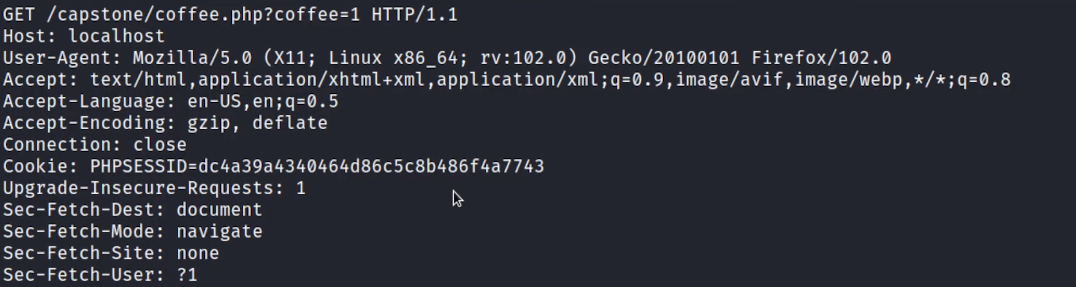 GET /capstone/coffee.php?coffee=1 HTTP/1.1
Host: localhost
User-Agent: Mozilla/5.0 (X11; Linux x86_64; rv:102.0) Gecko/20100101 Firefox/102.0
Accept: text/html,application/xhtml+xml,application/xml;q=0.9,image/avif,image/webp,*/*;q=0.8
Accept-Language: en-US,en;q=0.5
Accept-Encoding: gzip, deflate
Connection: close
Cookie: PHPSESSID=dc4a39a4340464d86c5c8b486f4a7743
Upgrade-Insecure-Requests: 1
Sec-Fetch-Dest: document
Sec-Fetch-Mode: navigate
Sec-Fetch-Site: none
Sec-Fetch-User: ?1